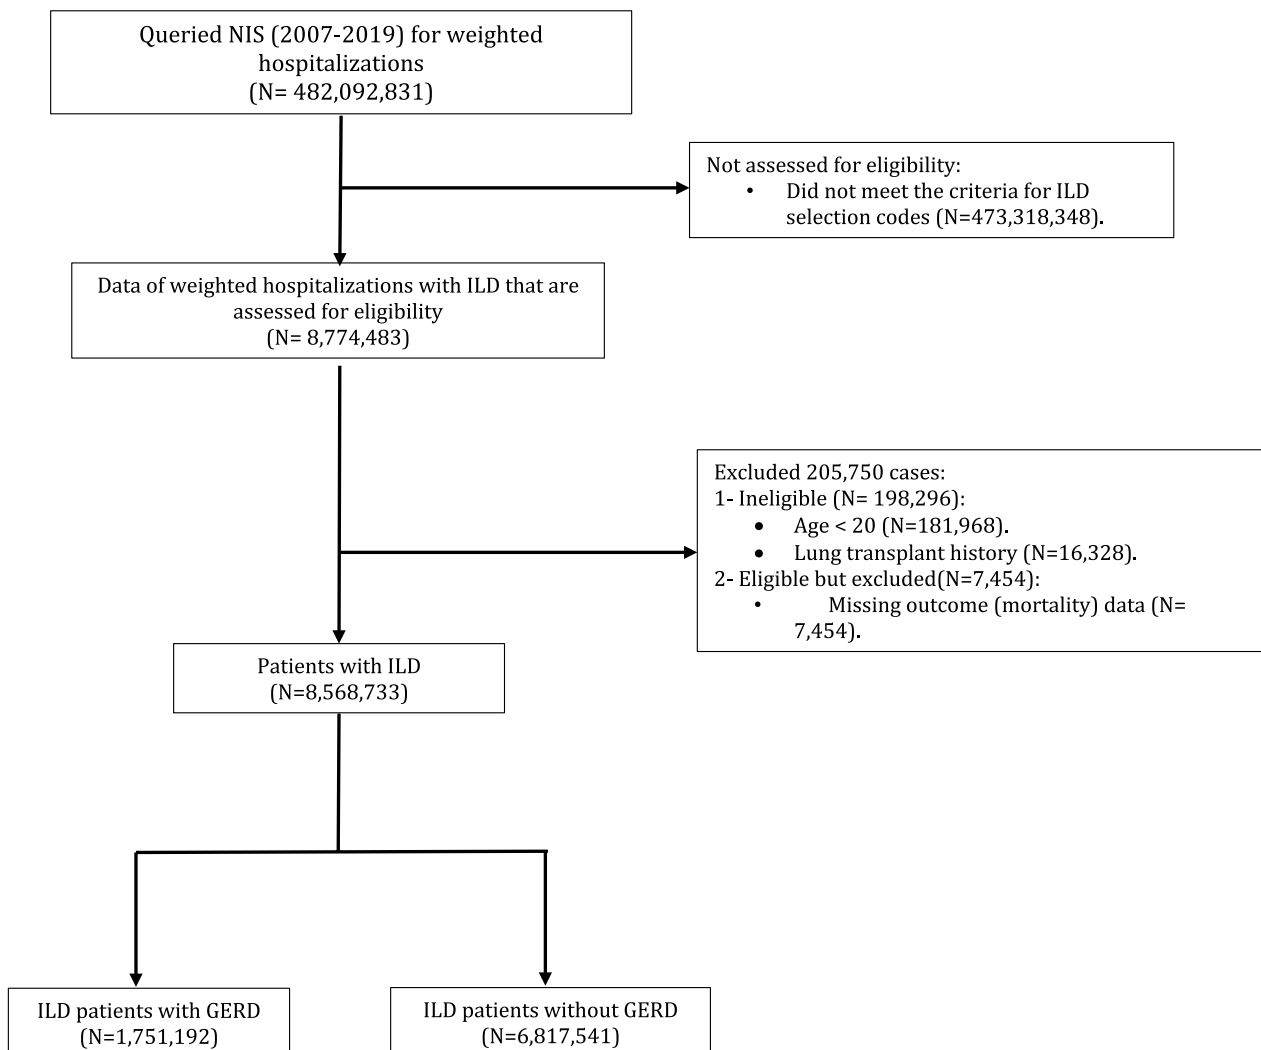 Queried NIS (2007-2019) for weighted
hospitalizations
(N= 482,092,831)
Not assessed for eligibility:
• Did not meet the criteria for ILD
selection codes (N=473,318,348).
Data of weighted hospitalizations with ILD that are
assessed for eligibility
(N= 8,774,483)
Excluded 205,750 cases:
1- Ineligible (N= 198,296):
• Age < 20 (N=181,968).
• Lung transplant history (N=16,328).
2- Eligible but excluded(N=7,454):
• Missing outcome (mortality) data (N=
7,454).
Patients with ILD
(N=8,568,733)
ILD patients with GERD
(N=1,751,192)
ILD patients without GERD
(N=6,817,541)